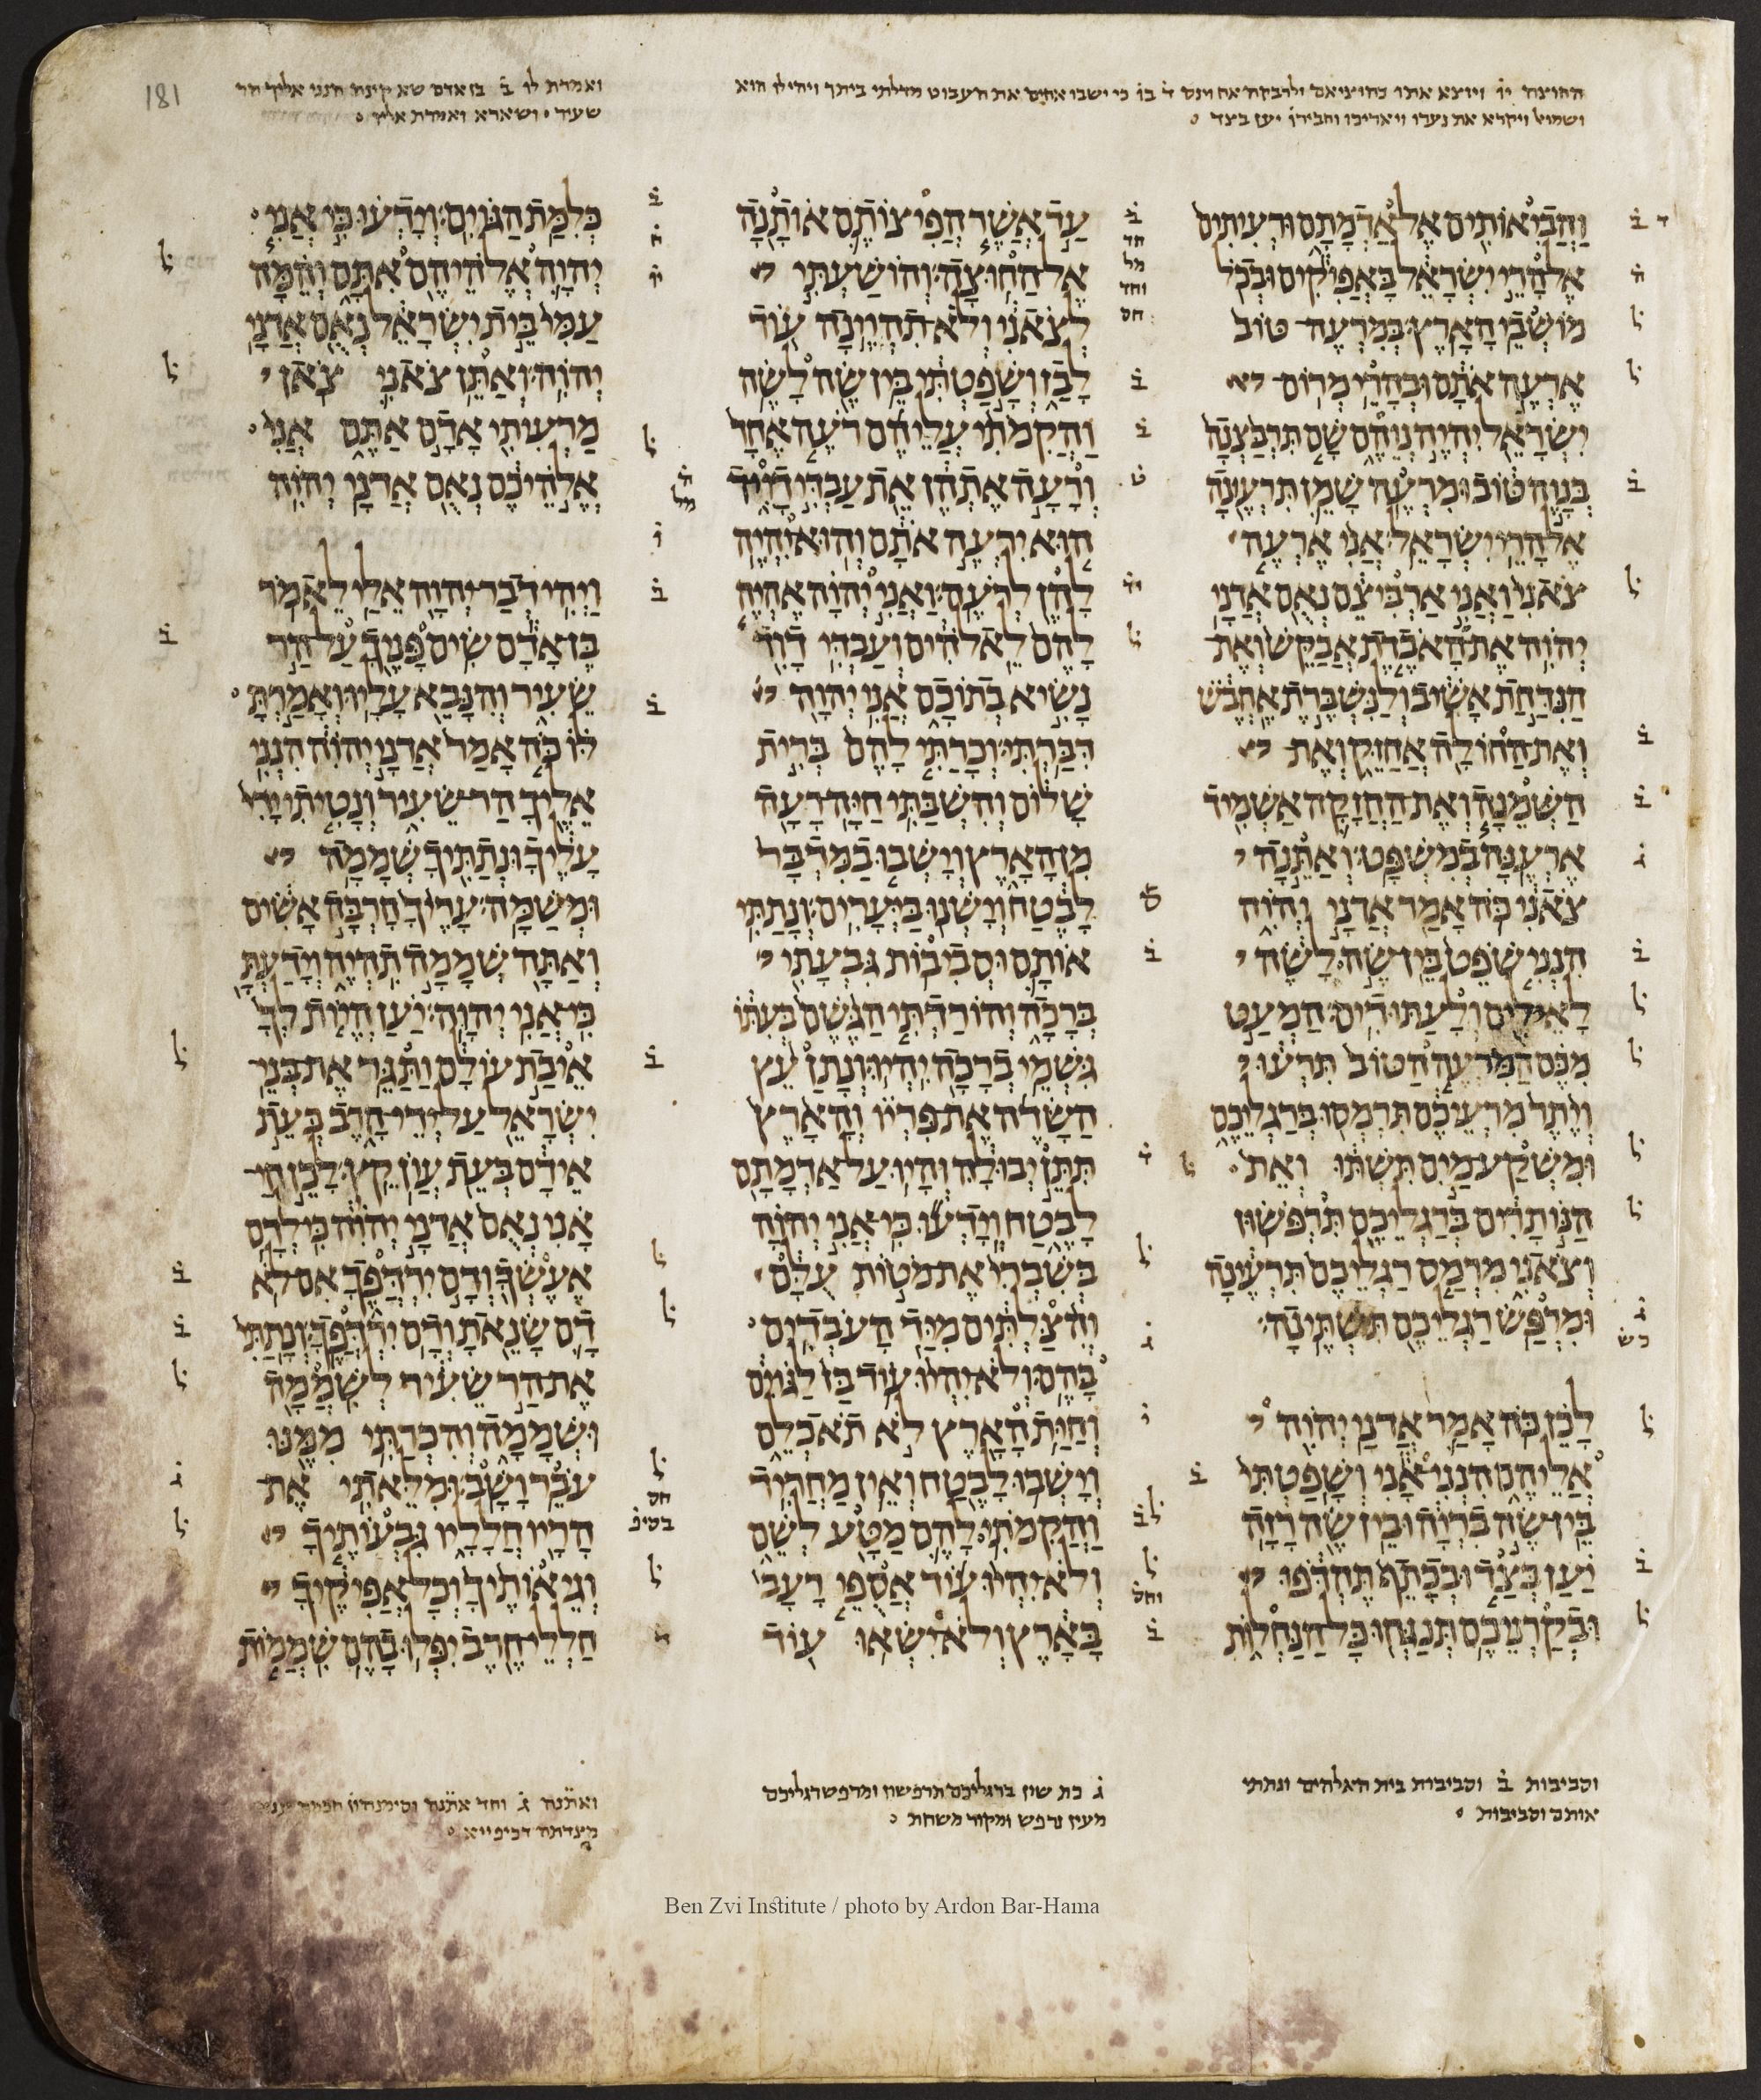 החוצה יו ויוצא אתו כהוציאם ולרבקה אח וינס ד בו כי ישבו אחים את העבוט מדלתי ביתך ויהי לו הוא
ושמואל ויקרא את נערו ויאריכו וחבירו יען בצד
ואמרת לו ב בן אדם שא קינה הנני אליך הר
שעיר ושארא ואמרת אליו
181
והביאותים אל אדמתם ורעיתים
אל הרי ישראל באפיקים ובכל
מושבי הארץ במרעה טוב
ארעה אתם ובהרי מרום
ישראל יהיה נוהם שם תרבצנה
בנוה טוב ומרעה שמן תרעינה
אל הרי ישראל אני ארעה
צאני ואני ארביצם נאם אדני
יהוה את האבדת אבקש ואת
הנדחת אשיב ולנשברת אחבש
ואת החולה אחזק ואת
השמנה ואת החזקה אשמיד
ארענה במשפט ואתנה
צאני כה אמר אדני יהוה
הנני שפט בין שה לשה
לאילים ולעתודים המעט
מכם המרעה הטוב תרעו
ויתר מרעיכם תרמסו ברגליכם
ומשקע מים תשתו ואת
הנותרים ברגליכם תרפשון
וצאני מרמס רגליכם תרעינה
ומרפש רגליכם תשתינה
לכן כה אמר אדני יהוה
אליהם הנני אני ושפטתי
בין שה בריה ובין שה רזה
יען בצד ובכתף תהדפו
ובקרניכם תנגחו כל הנחלות
עד אשר הפיצותם אותנה
אל החוצה והושעתי
לצאני ולא תהיינה עוד
לבז ושפטתי בין שה לשה
והקמתי עליהם רעה אחד
ורעה אתהן את עבדי דויד
הוא ירעה אתם והוא יהיה
להן לרעה ואני יהוה אהיה
להם לאלהים ועבדי דוד
נשיא בתוכם אני יהוה
דברתי וכרתי להם ברית
שלום והשבתי חיה רעה
מן הארץ וישבו במדבר
לבטח וישנו ביערים ונתתי
אותם וסביבות גבעתי
ברכה והורדתי הגשם בעתו
גשמי ברכה יהיו ונתן עץ
השדה את פריו והארץ
תתן יבולה והיו על אדמתם
לבטח וידעו כי אני יהוה
בשברי את מטות עלם
והצלתים מיד העבדים
בהם ולא יהיו עוד בז לגוים
וחית הארץ לא תאכלם
וישבו לבטח ואין מחריד
והקמתי להם מטע לשם
ולא יהיו עוד אספי רעב
בארץ ולא ישאו עוד
כלמת הגוים וידעו כי אני
יהוה אלהיהם אתם והמה
עמי בית ישראל נאם אדני
יהוה ואתן צאני צאן
מרעיתי אדם אתם אני
אלהיכם נאם אדני יהוה
ויהי דבר יהוה אלי לאמר
בן אדם שים פניך על הר
שעיר והנבא עליו ואמרת
לו כה אמר אדני יהוה הנני
אליך הר שעיר ונטיתי ידי
עליך ונתתיך שממה
ומשמה עריך חרבה אשים
ואתה שממה תהיה וידעת
כי אני יהוה יען היות לך
איבת עולם ותגר את בני
ישראל על ידי חרב בעת
אידם בעת עון קץ לכן חי
אני נאם אדני יהוה כי לדם
אעשך ודם ירדפך אם לא
דם שנאת ודם ירדפך ונתתי
את הר שעיר לשממה
ושממה והכרתי ממנו
עבר ושב ומלאתי את
הריו חלליו גבעותיך
וגאותיך וכל אפיקיך
חללי חרב יפלו בהם שממות
וסביבות ב וסביבות בית האלהים ונתתי
אותם וסביבות
ג בת שין ברגליכם תרפשון ומרפש רגליכם
מעין נרפש ומקור משחת
ואתנה ג וחד אתנה וסימנהון
מצדתה דכיפייא
Ben Zvi Institute / photo by Ardon Bar-Hama